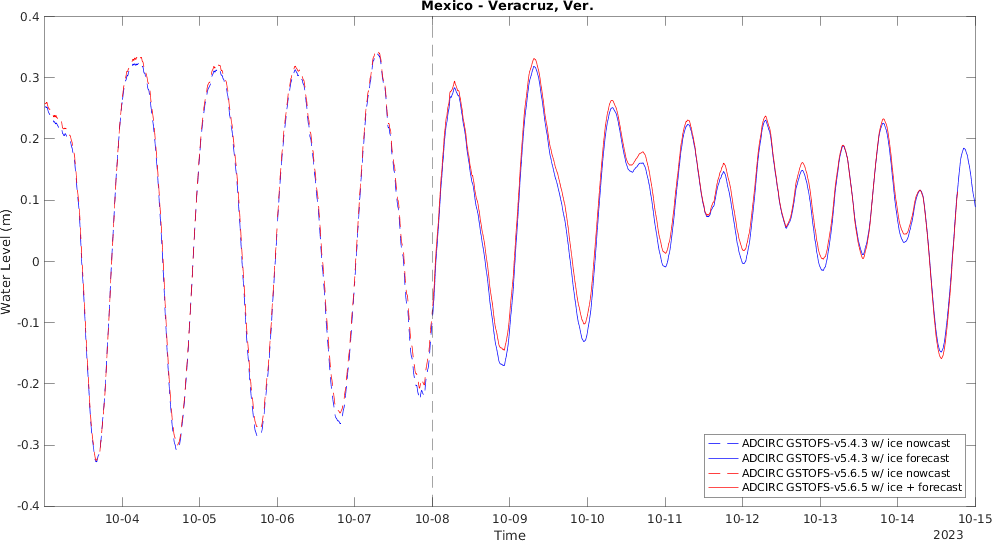 Mexico - Veracruz, Ver.
0.4
0.3
0.2
0.1
0
-0.1
-0.2
-0.3
-0.4
Water Level (m)
10-04 10-05 10-06 10-07 10-08 10-09 10-10 10-11 10-12 10-13 10-14 10-15
Time
2023
ADCIRC GSTOFS-v5.4.3 w/ ice nowcast
ADCIRC GSTOFS-v5.4.3 w/ ice forecast
ADCIRC GSTOFS-v5.6.5 w/ ice nowcast
ADCIRC GSTOFS-v5.6.5 w/ ice + forecast